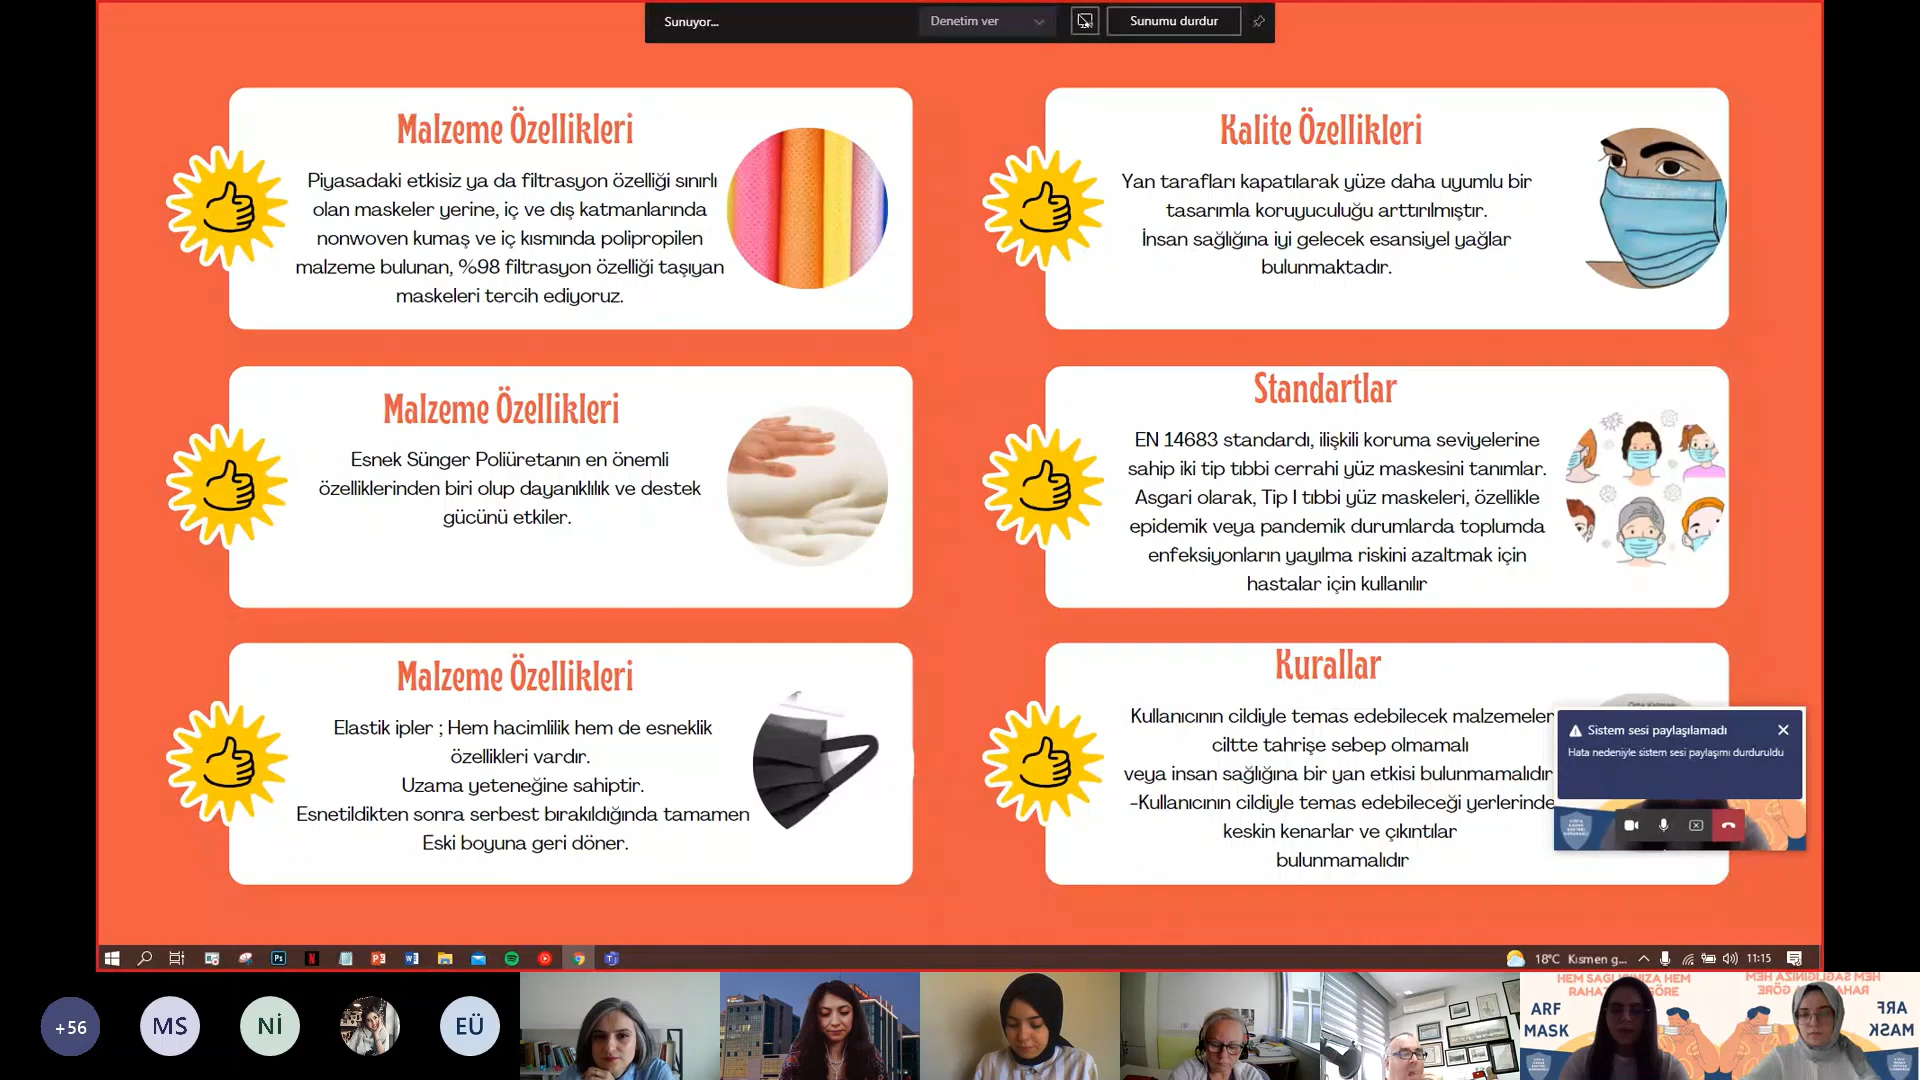 Sunuyor...
Denetim ver
Sunumu durdur
Malzeme Özellikleri
Piyasadaki etkisiz ya da filtrasyon özelliği sınırlı
olan maskeler yerine, iç ve dış katmanlarında
nonwoven kumaş ve iç kısmında polipropilen
malzeme bulunan, %98 filtrasyon özelliği taşıyan
maskeleri tercih ediyoruz.
Kalite Özellikleri
Yan tarafları kapatılarak yüze daha uyumlu bir
tasarımla koruyuculuğu arttırılmıştır.
İnsan sağlığına iyi gelecek esansiyel yağlar
bulunmaktadır.
Malzeme Özellikleri
Esnek Sünger Poliüretanın en önemli
özelliklerinden biri olup dayanıklılık ve destek
gücünü etkiler.
Standartlar
EN 14683 standardı, ilişkili koruma seviyelerine
sahip iki tip tıbbi cerrahi yüz maskesini tanımlar.
Asgari olarak, Tip I tıbbi yüz maskeleri, özellikle
epidemik veya pandemik durumlarda toplumda
enfeksiyonların yayılma riskini azaltmak için
hastalar için kullanılır
Malzeme Özellikleri
Elastik ipler ; Hem hacimlilik hem de esneklik
özellikleri vardır.
Uzama yeteneğine sahiptir.
Esnetildikten sonra serbest bırakıldığında tamamen
Eski boyuna geri döner.
Kurallar
Kullanıcının cildiyle temas edebilecek malzemeler
ciltte tahrişe sebep olmamalı
veya insan sağlığına bir yan etkisi bulunmamalıdır
-Kullanıcının cildiyle temas edebileceği yerlerinde
keskin kenarlar ve çıkıntılar
bulunmamalıdır
Sistem sesi paylaşılamadı
Hata nedeniyle sistem sesi paylaşımı durduruldu
18°C Kısmen g...
11:15
+56
MS
Nİ
EÜ
HEM SAĞLIĞINIZA HEM
ARF
MASK
HEM SAĞLIĞINIZA HEM
ARF
MASK